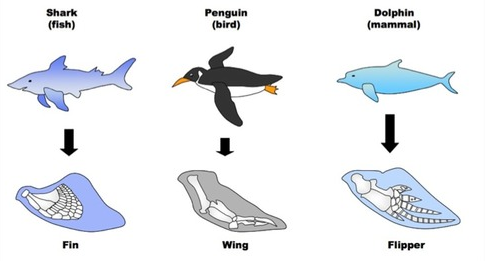 Shark
(fish)
Penguin
(bird)
Dolphin
(mammal)
Fin
Wing
Flipper